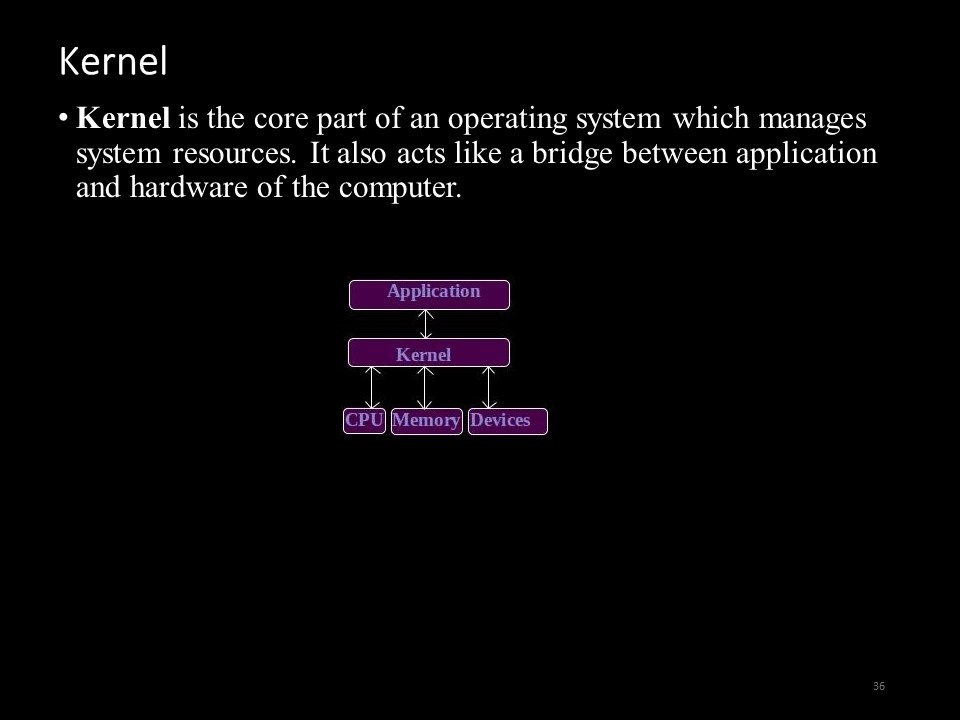 Kernel
• Kernel is the core part of an operating system which manages
system resources. It also acts like a bridge between application
and hardware of the computer.
Application
Kernel
CPU Memory Devices
36